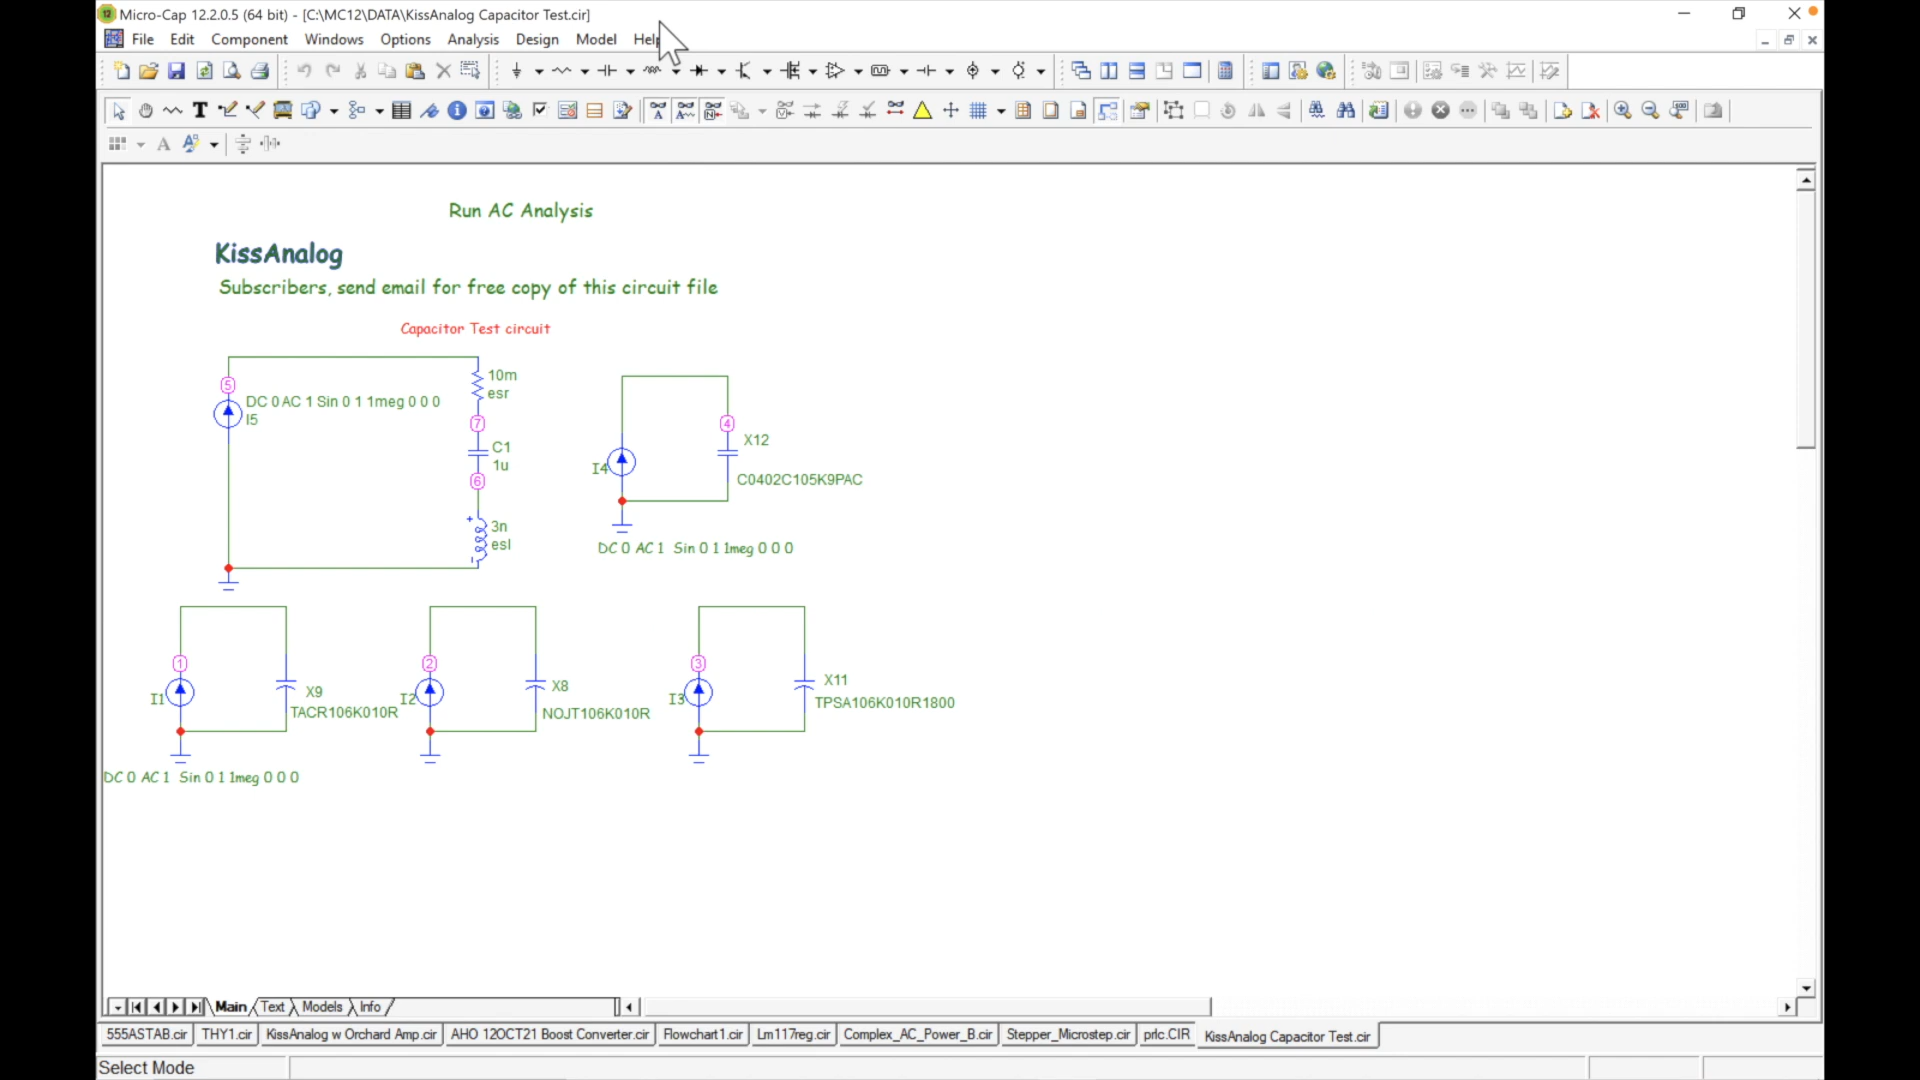 Micro-Cap 12.2.0.5 (64 bit) - [C:\MC12\DATA\KissAnalog Capacitor Test.cir]
File Edit Component Windows Options Analysis Design Model Help
Run AC Analysis
KissAnalog
Subscribers, send email for free copy of this circuit file
Capacitor Test circuit
5
DC 0 AC 1 Sin 0 1 1meg 0 0 0
I5
10m
esr
7
C1
1u
6
3n
esl
4
X12
I4
C0402C105K9PAC
DC 0 AC 1 Sin 0 1 1meg 0 0 0
1
I1
X9
TACR106K010R
2
I2
X8
NOJT106K010R
3
I3
X11
TPSA106K010R1800
DC 0 AC 1 Sin 0 1 1meg 0 0 0
Main Text Models Info
555ASTAB.cir THY1.cir KissAnalog w Orchard Amp.cir AHO 12OCT21 Boost Converter.cir Flowchart1.cir Lm117reg.cir Complex_AC_Power_B.cir Stepper_Microstep.cir prlc.CIR KissAnalog Capacitor Test.cir
Select Mode